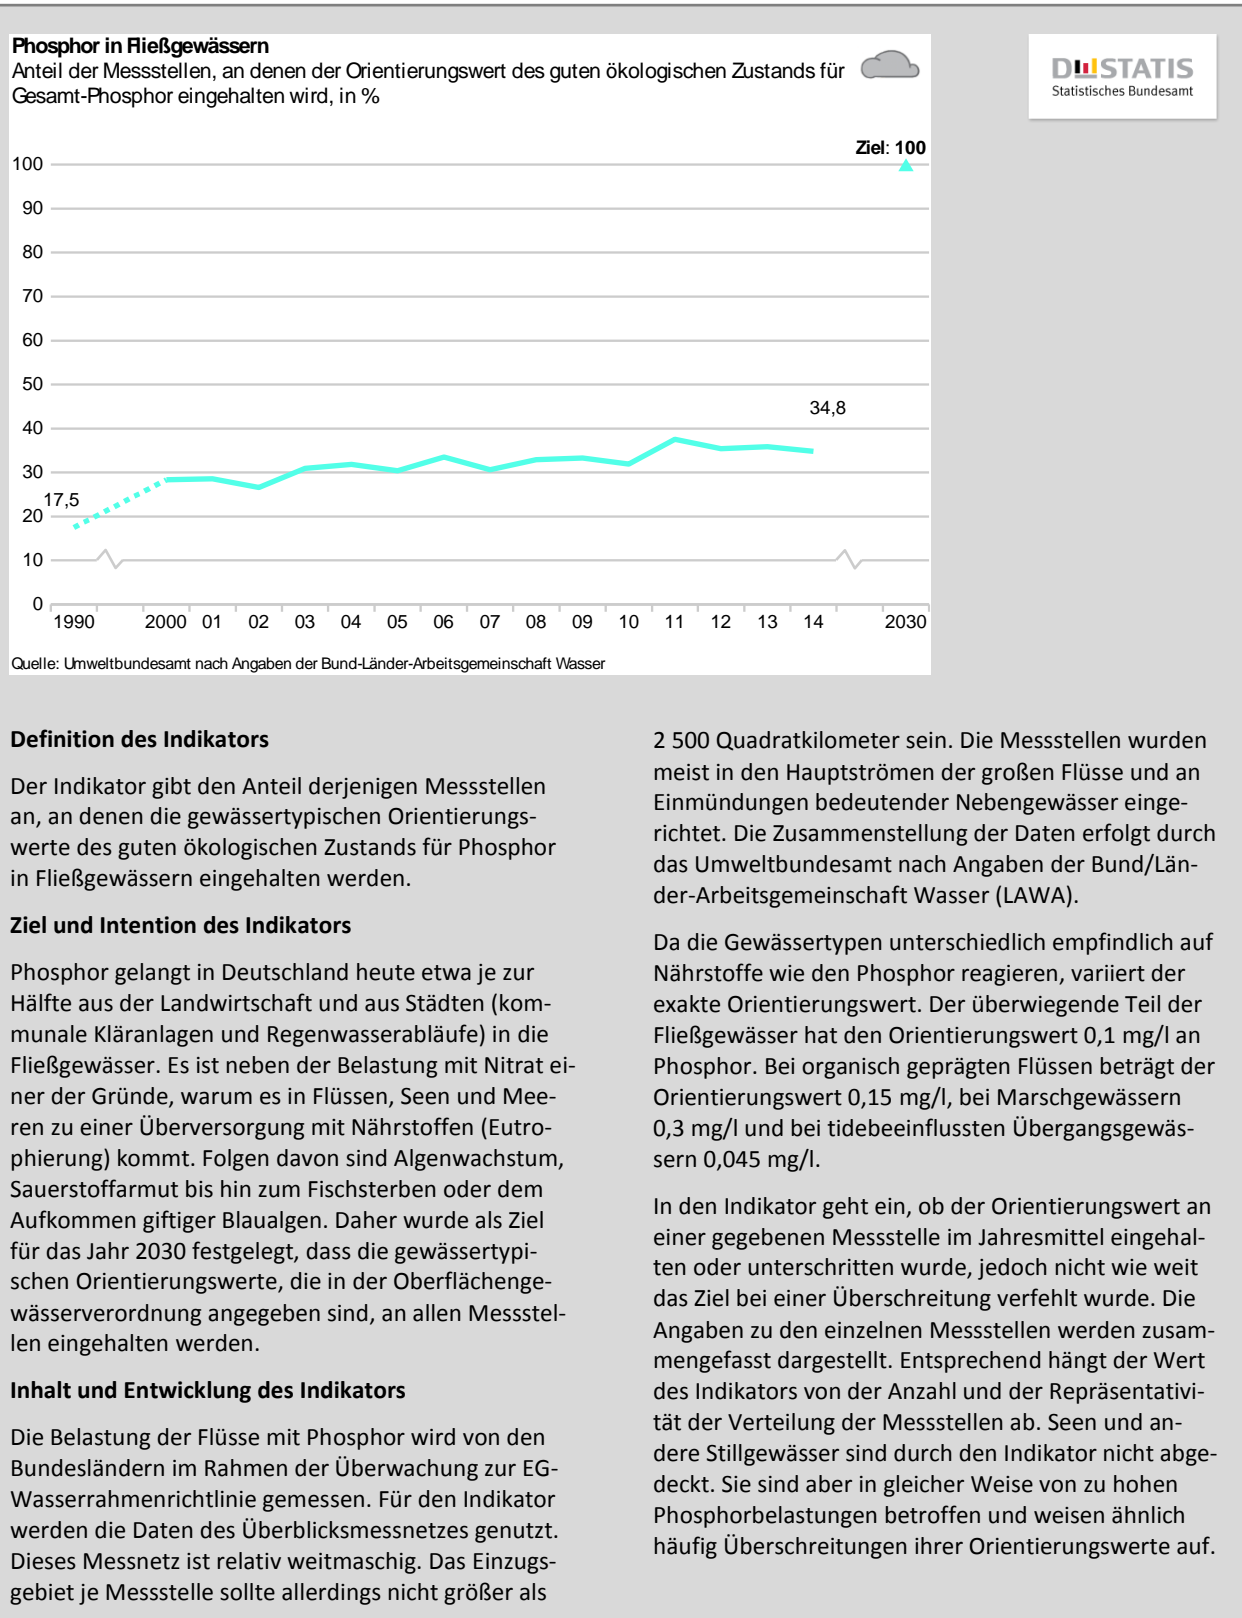 Phosphor in Fließgewässern
Anteil der Messstellen, an denen der Orientierungswert des guten ökologischen Zustands für
Gesamt-Phosphor eingehalten wird, in %
DESTATIS
Statistisches Bundesamt
Ziel: 100
100
90
80
70
60
50
40
30
20
10
0
17,5
34,8
1990 2000 01 02 03 04 05 06 07 08 09 10 11 12 13 14 2030
Quelle: Umweltbundesamt nach Angaben der Bund-Länder-Arbeitsgemeinschaft Wasser
Definition des Indikators
Der Indikator gibt den Anteil derjenigen Messstellen
an, an denen die gewässertypischen Orientierungs-
werte des guten ökologischen Zustands für Phosphor
in Fließgewässern eingehalten werden.
Ziel und Intention des Indikators
Phosphor gelangt in Deutschland heute etwa je zur
Hälfte aus der Landwirtschaft und aus Städten (kom-
munale Kläranlagen und Regenwasserabläufe) in die
Fließgewässer. Es ist neben der Belastung mit Nitrat ei-
ner der Gründe, warum es in Flüssen, Seen und Mee-
ren zu einer Überversorgung mit Nährstoffen (Eutro-
phierung) kommt. Folgen davon sind Algenwachstum,
Sauerstoffarmut bis hin zum Fischsterben oder dem
Aufkommen giftiger Blaualgen. Daher wurde als Ziel
für das Jahr 2030 festgelegt, dass die gewässertypi-
schen Orientierungswerte, die in der Oberflächenge-
wässerverordnung angegeben sind, an allen Messstel-
len eingehalten werden.
Inhalt und Entwicklung des Indikators
Die Belastung der Flüsse mit Phosphor wird von den
Bundesländern im Rahmen der Überwachung zur EG-
Wasserrahmenrichtlinie gemessen. Für den Indikator
werden die Daten des Überblicksmessnetzes genutzt.
Dieses Messnetz ist relativ weitmaschig. Das Einzugs-
gebiet je Messstelle sollte allerdings nicht größer als
2 500 Quadratkilometer sein. Die Messstellen wurden
meist in den Hauptströmen der großen Flüsse und an
Einmündungen bedeutender Nebengewässer einge-
richtet. Die Zusammenstellung der Daten erfolgt durch
das Umweltbundesamt nach Angaben der Bund/Län-
der-Arbeitsgemeinschaft Wasser (LAWA).
Da die Gewässertypen unterschiedlich empfindlich auf
Nährstoffe wie den Phosphor reagieren, variiert der
exakte Orientierungswert. Der überwiegende Teil der
Fließgewässer hat den Orientierungswert 0,1 mg/l an
Phosphor. Bei organisch geprägten Flüssen beträgt der
Orientierungswert 0,15 mg/l, bei Marschgewässern
0,3 mg/l und bei tidebeeinflussten Übergangsgewäs-
sern 0,045 mg/l.
In den Indikator geht ein, ob der Orientierungswert an
einer gegebenen Messstelle im Jahresmittel eingehal-
ten oder unterschritten wurde, jedoch nicht wie weit
das Ziel bei einer Überschreitung verfehlt wurde. Die
Angaben zu den einzelnen Messstellen werden zusam-
mengefasst dargestellt. Entsprechend hängt der Wert
des Indikators von der Anzahl und der Repräsentativi-
tät der Verteilung der Messstellen ab. Seen und an-
dere Stillgewässer sind durch den Indikator nicht abge-
deckt. Sie sind aber in gleicher Weise von zu hohen
Phosphorbelastungen betroffen und weisen ähnlich
häufig Überschreitungen ihrer Orientierungswerte auf.